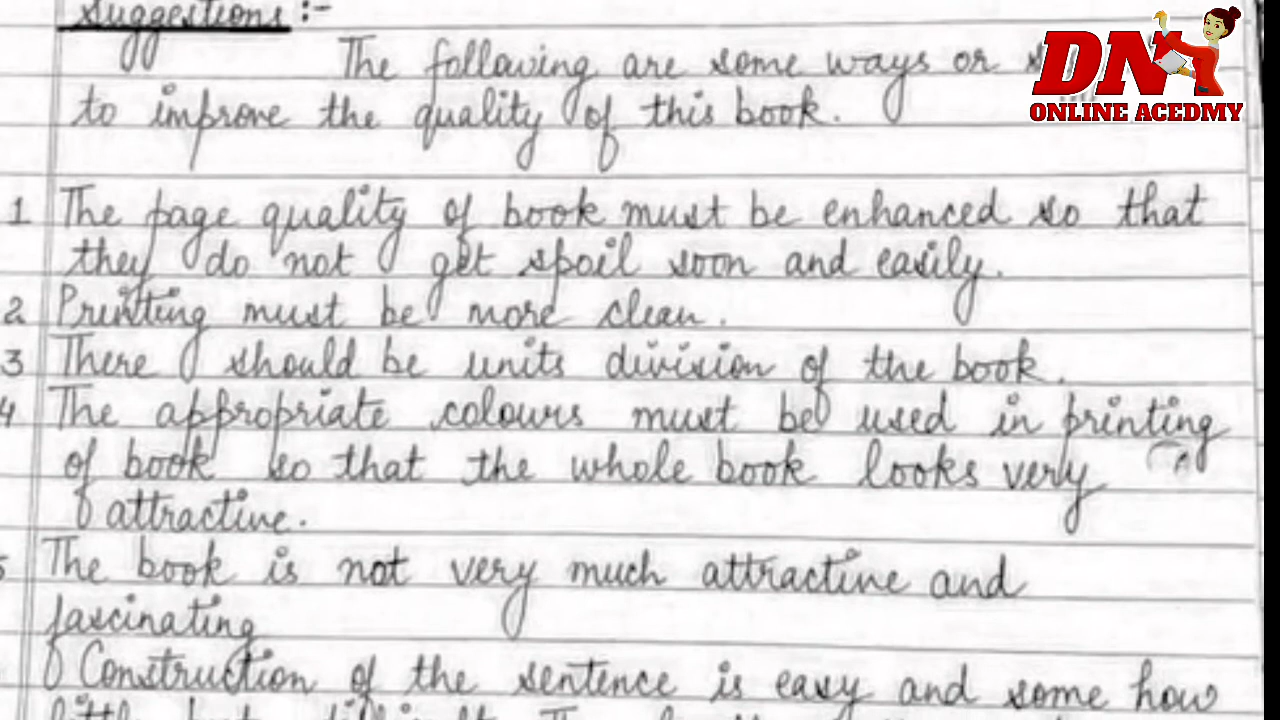 Suggestions :-
The following are some ways or
to improve the quality of this book.
1 The page quality of book must be enhanced so that
they do not get spoil soon and easily.
2 Printing must be more clean.
3 There should be units division of the book.
4 The appropriate colours must be used in printing
of book so that the whole book looks very
attractive.
5 The book is not very much attractive and
fascinating
Construction of the sentence is easy and some how
DN
ONLINE ACEDMY